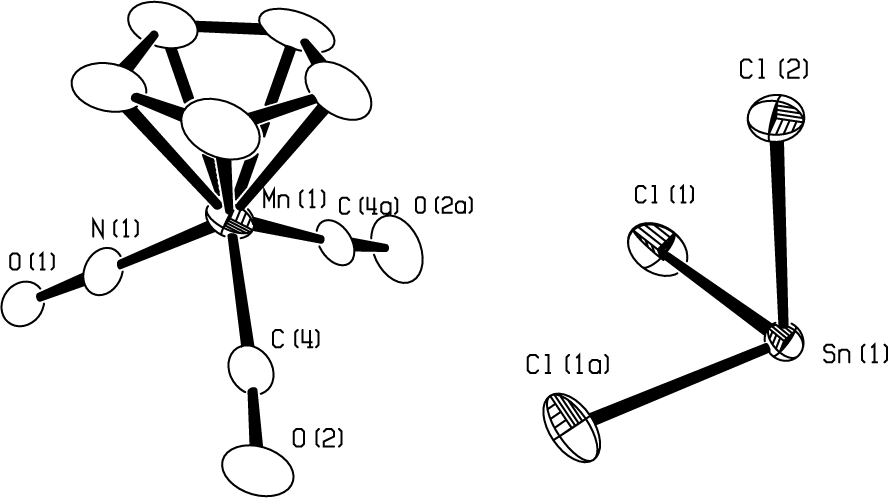 Cl(2)
Mn(1)
Cl(1)
C(4a)
O(2a)
N(1)
O(1)
C(4)
Sn(1)
Cl(1a)
O(2)